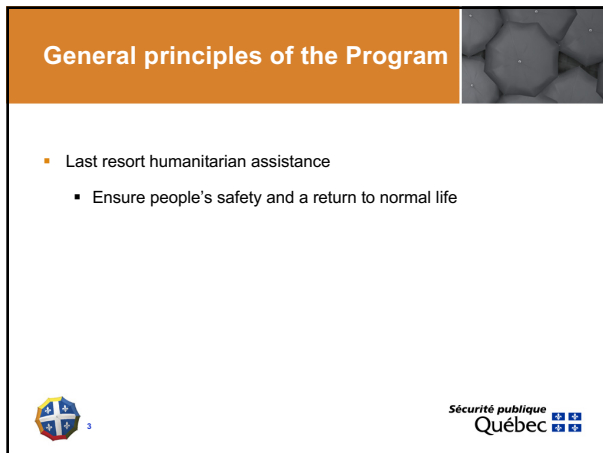 General principles of the Program
Last resort humanitarian assistance
Ensure people's safety and a return to normal life
3
Sécurité publique
Québec